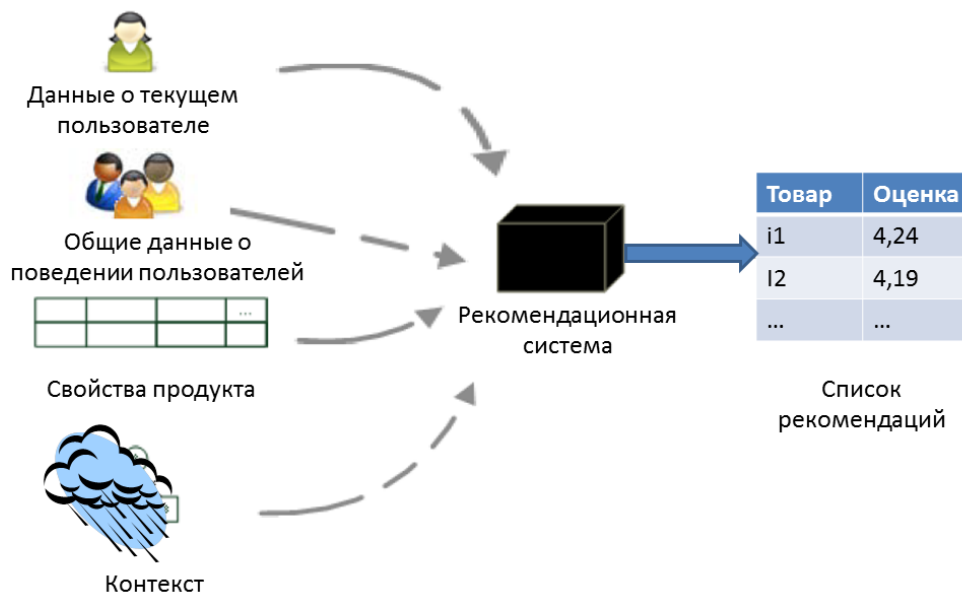 Данные о текущем
пользователе
Общие данные о
поведении пользователей
...
Свойства продукта
Контекст
Рекомендационная
система
Товар Оценка
i1 4,24
I2 4,19
... ...
Список
рекомендаций